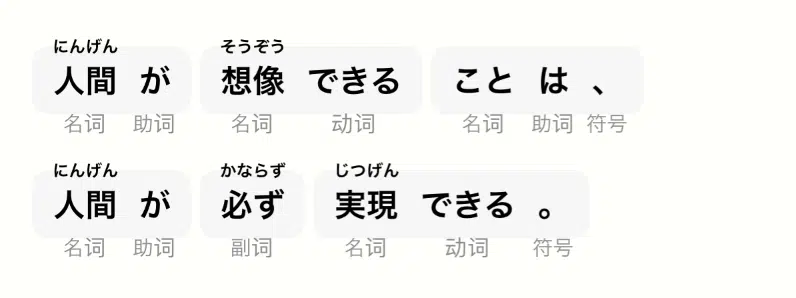 にんげん そうぞう
人間 が 想像 できる こと は 、
名词 助词 名词 动词 名词 助词 符号
にんげん かならず じつげん
人間 が 必ず 実現 できる 。
名词 助词 副词 名词 动词 符号